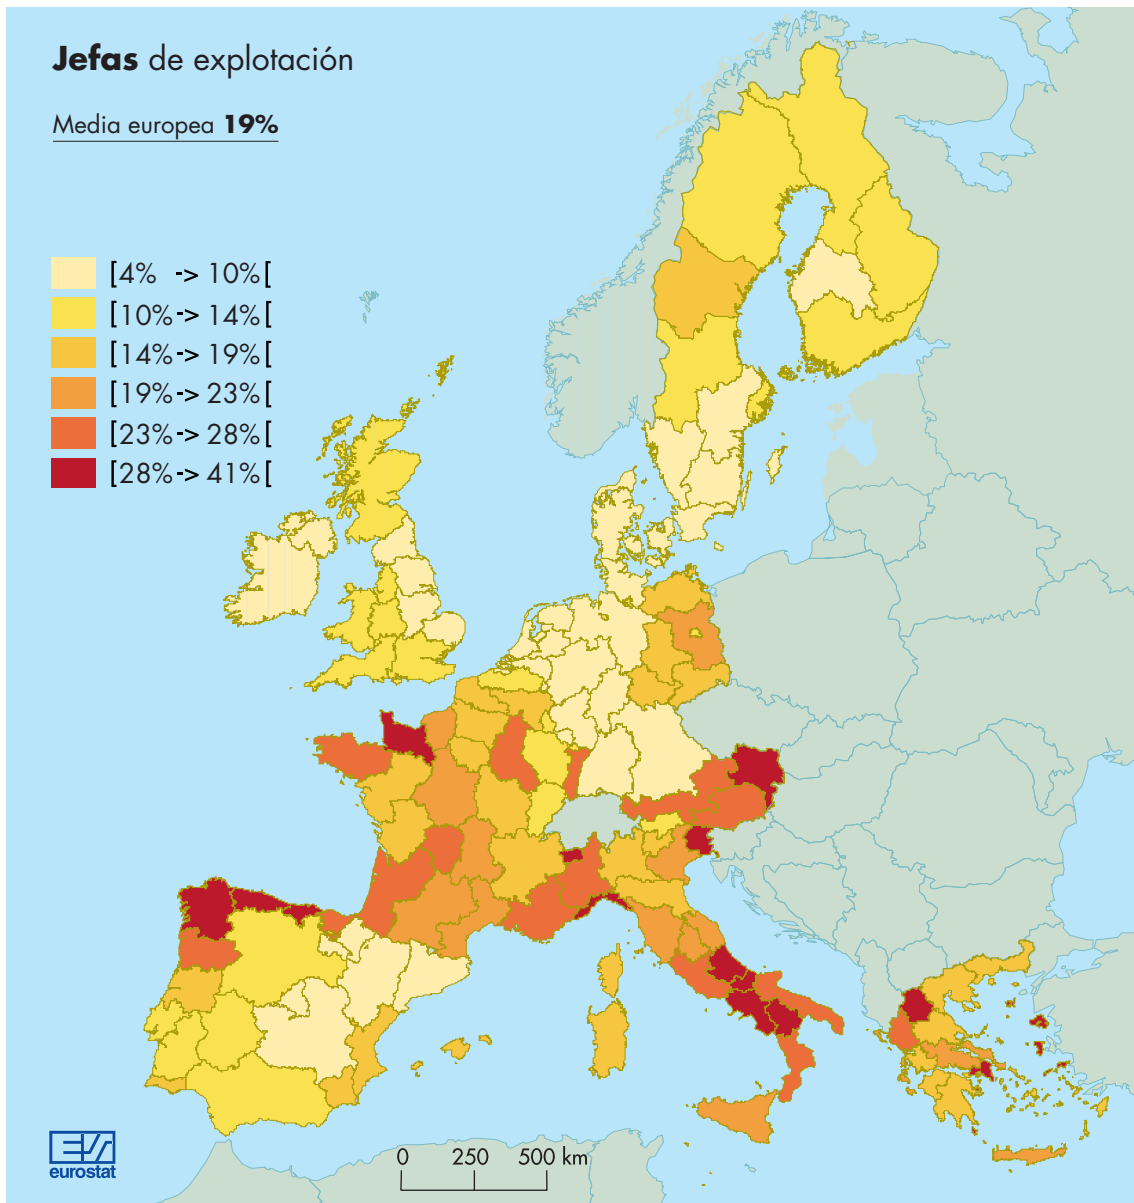 Jefas de explotación
Media europea 19%
[4% -> 10%[
[10%-> 14%[
[14%-> 19%[
[19%-> 23%[
[23%-> 28%[
[28%-> 41%[
eurostat
0 250 500 km